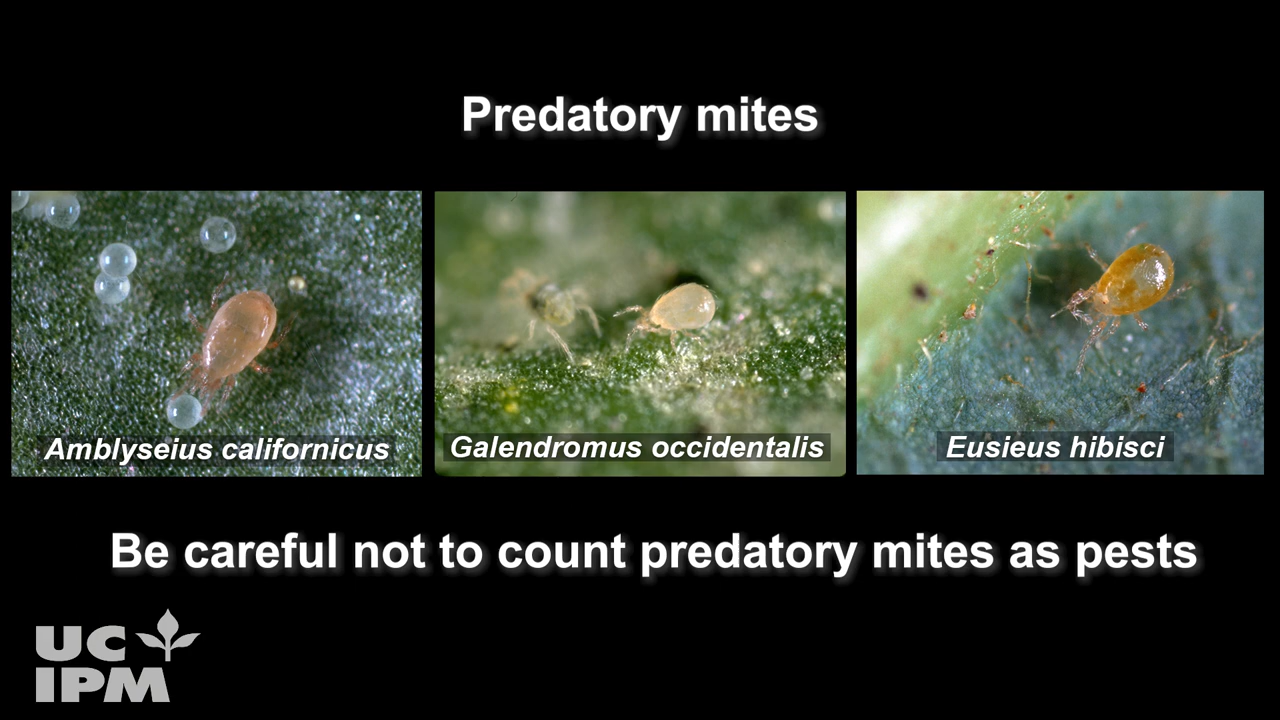 Predatory mites
Amblyseius californicus
Galendromus occidentalis
Eusieus hibisci
Be careful not to count predatory mites as pests
UC
IPM